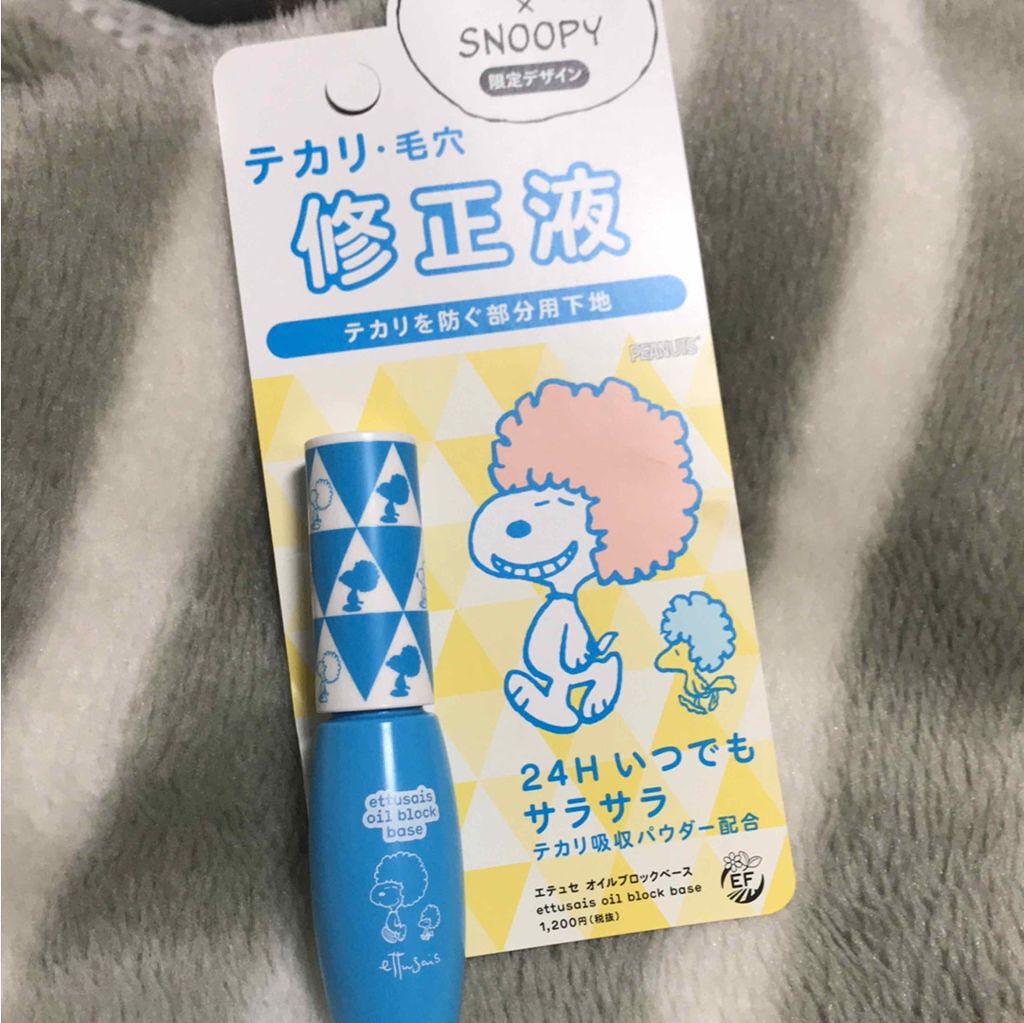 ×
SNOOPY
限定デザイン
テカリ・毛穴
修正液
テカリを防ぐ部分用下地
PEANUTS
24H いつでも
サラサラ
テカリ吸収パウダー配合
エテュセ オイルブロックベース
ettusais oil block base
1,200円(税抜)
EF
ettusais
oil block
base
ettusais